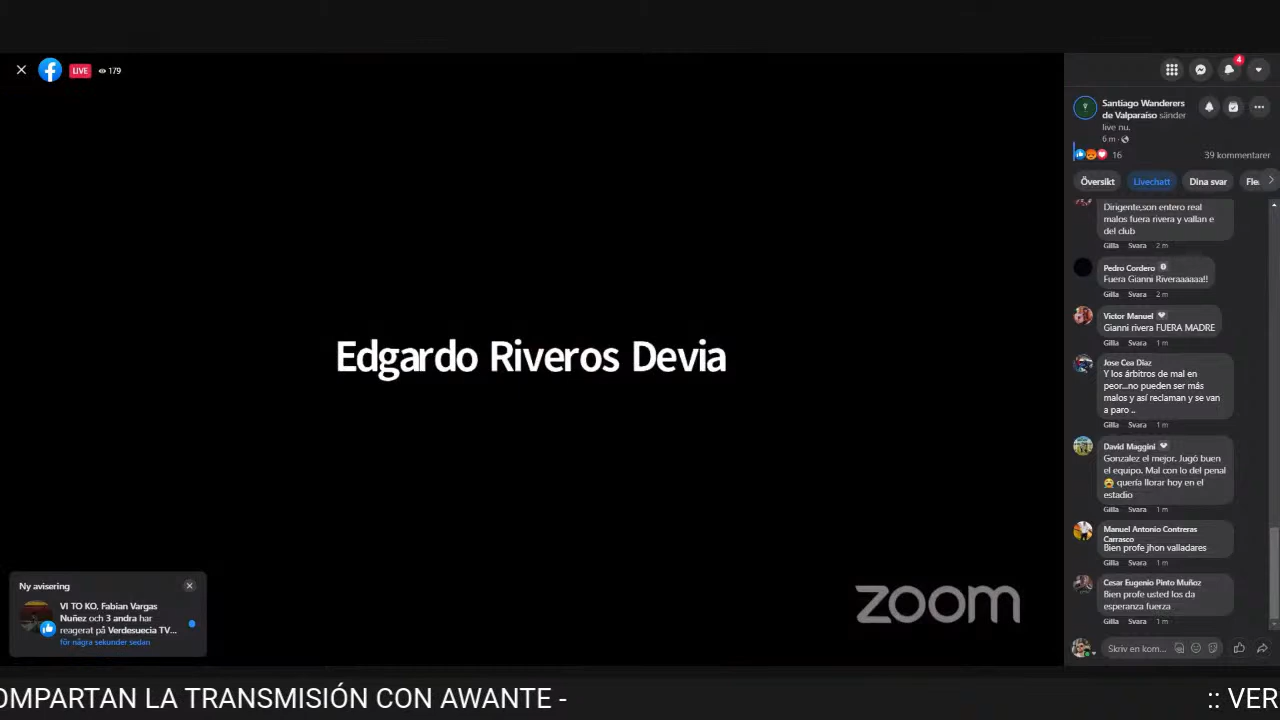 LIVE
179
4
Santiago Wanderers
de Valparaíso sänder
live nu.
6 m ·
16
39 kommentarer
Översikt
Livechatt
Dina svar
Fle
Dirigente,son entero real
malos fuera rivera y vallan e
del club
Gilla Svara 2 m
Pedro Cordero
Fuera Gianni Riveraaaaaa!!
Gilla Svara 2 m
Victor Manuel
Gianni rivera FUERA MADRE
Gilla Svara 1 m
Jose Cea Diaz
Y los árbitros de mal en
peor...no pueden ser más
malos y así reclaman y se van
a paro ..
Gilla Svara 1 m
David Maggini
Gonzalez el mejor. Jugó buen
el equipo. Mal con lo del penal
😭 quería llorar hoy en el
estadio
Gilla Svara 1 m
Manuel Antonio Contreras
Carrasco
Bien profe jhon valladares
Gilla Svara 1 m
Cesar Eugenio Pinto Muñoz
Bien profe usted los da
esperanza fuerza
Gilla Svara 1 m
Skriv en kom...
Edgardo Riveros Devia
zoom
Ny avisering
VI TO KO, Fabian Vargas
Nuñez och 3 andra har
reagerat på Verdesuecia TV...
för några sekunder sedan
OMPARTAN LA TRANSMISIÓN CON AWANTE -
:: VER